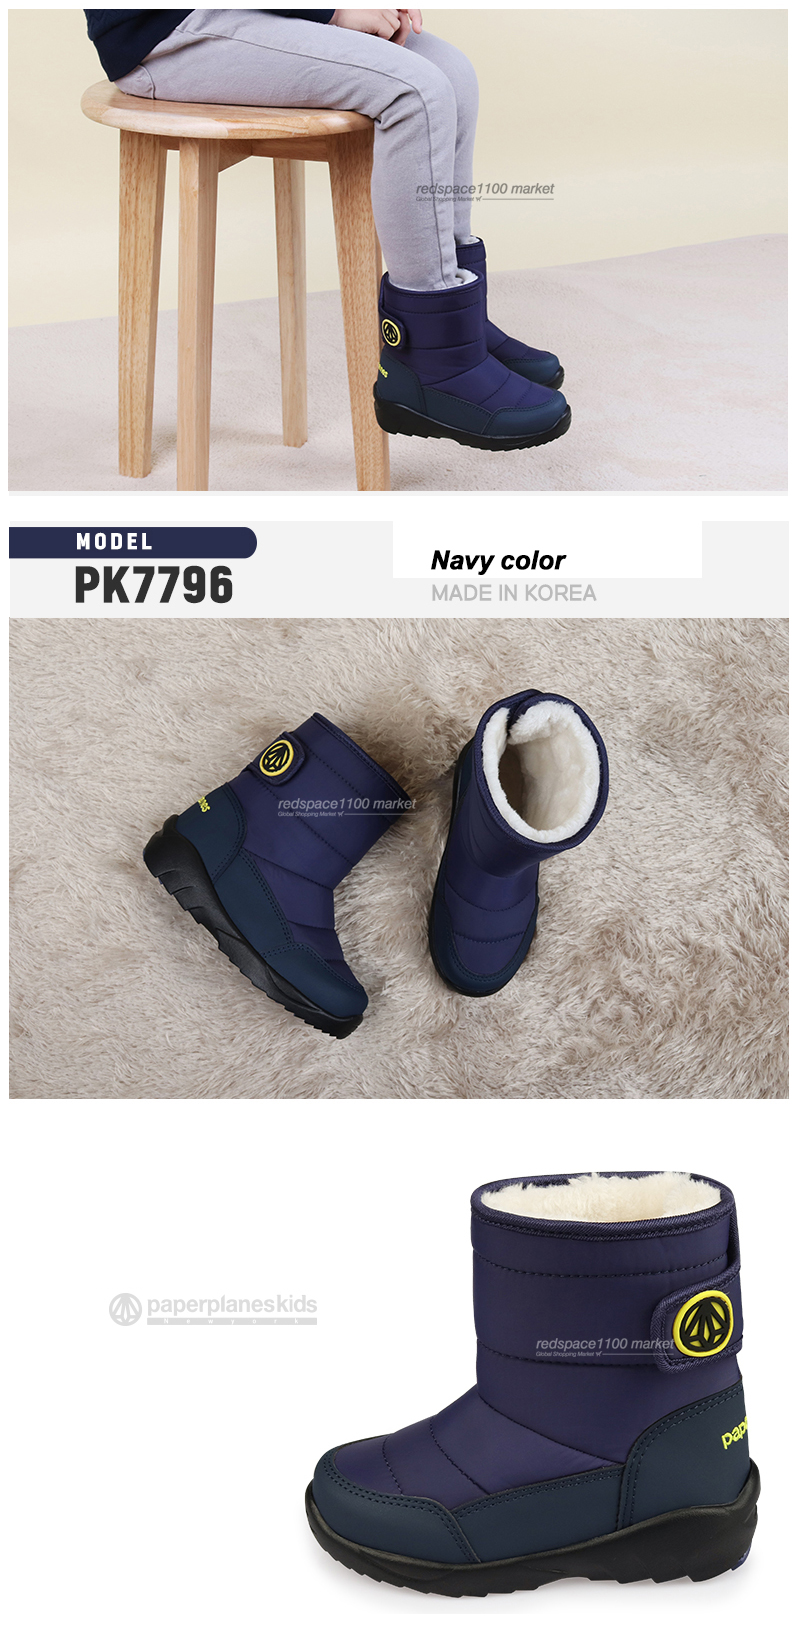 redspace1100 market
Global Shopping Market
MODEL
PK7796
Navy color
MADE IN KOREA
redspace1100 market
Global Shopping Market
paperplaneskids
Newyork
redspace1100 market
Global Shopping Market